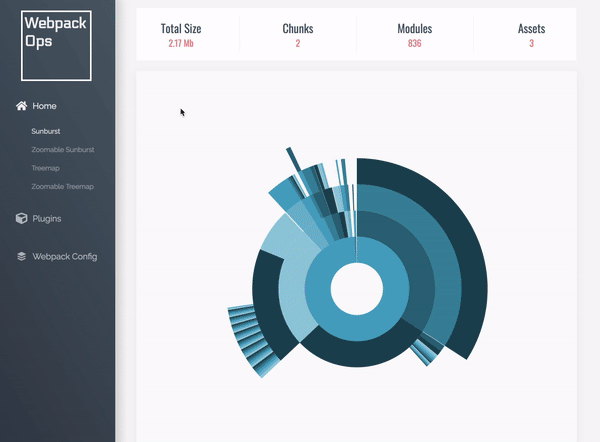 Webpack
Ops
Home
Sunburst
Zoomable Sunburst
Treemap
Zoomable Treemap
Plugins
Webpack Config
Total Size
2.17 Mb
Chunks
2
Modules
836
Assets
3